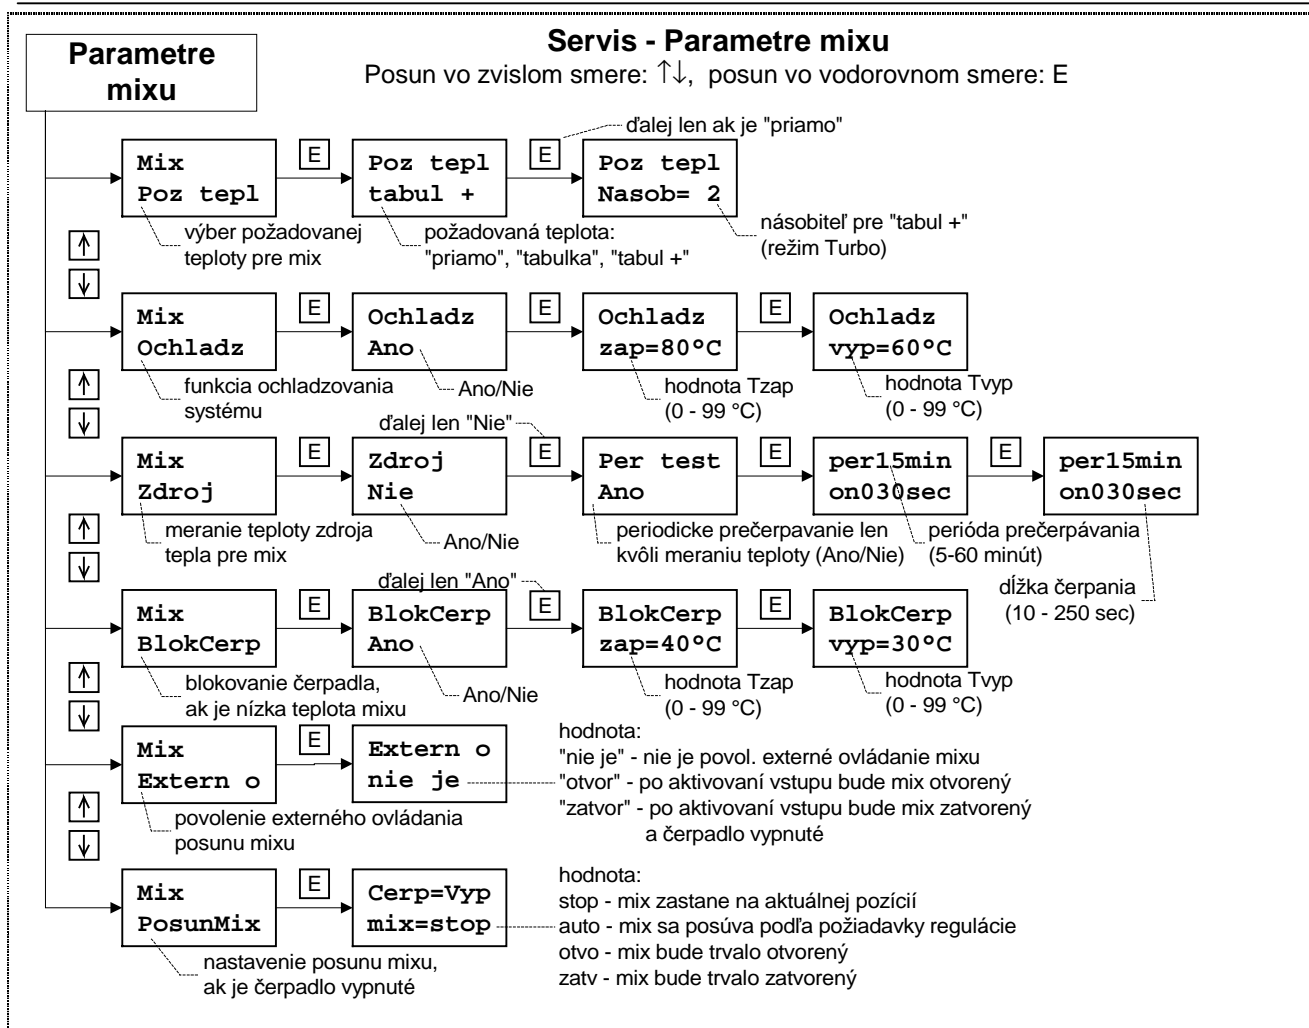 Parametre
mixu
Servis - Parametre mixu
Posun vo zvislom smere: ↑↓, posun vo vodorovnom smere: E
ďalej len ak je "priamo"
Mix
Poz tepl
E
Poz tepl
tabul +
E
Poz tepl
Nasob= 2
výber požadovanej
teploty pre mix
požadovaná teplota:
"priamo", "tabulka", "tabul +"
násobiteľ pre "tabul +"
(režim Turbo)
↑
↓
Mix
Ochladz
E
Ochladz
Ano
E
Ochladz
zap=80°C
E
Ochladz
vyp=60°C
funkcia ochladzovania
systému
Ano/Nie
hodnota Tzap
(0 - 99 °C)
hodnota Tvyp
(0 - 99 °C)
↑
↓
ďalej len "Nie"
Mix
Zdroj
E
Zdroj
Nie
E
Per test
Ano
E
per15min
on030sec
E
per15min
on030sec
meranie teploty zdroja
tepla pre mix
Ano/Nie
periodicke prečerpavanie len
kvôli meraniu teploty (Ano/Nie)
perióda prečerpávania
(5-60 minút)
dĺžka čerpania
(10 - 250 sec)
↑
↓
ďalej len "Ano"
Mix
BlokCerp
E
BlokCerp
Ano
E
BlokCerp
zap=40°C
E
BlokCerp
vyp=30°C
blokovanie čerpadla,
ak je nízka teplota mixu
Ano/Nie
hodnota Tzap
(0 - 99 °C)
hodnota Tvyp
(0 - 99 °C)
↑
↓
Mix
Extern o
E
Extern o
nie je
hodnota:
"nie je" - nie je povol. externé ovládanie mixu
"otvor" - po aktivovaní vstupu bude mix otvorený
"zatvor" - po aktivovaní vstupu bude mix zatvorený
a čerpadlo vypnuté
povolenie externého ovládania
posunu mixu
↑
↓
Mix
PosunMix
E
Cerp=Vyp
mix=stop
hodnota:
stop - mix zastane na aktuálnej pozícií
auto - mix sa posúva podľa požiadavky regulácie
otvo - mix bude trvalo otvorený
zatv - mix bude trvalo zatvorený
nastavenie posunu mixu,
ak je čerpadlo vypnuté